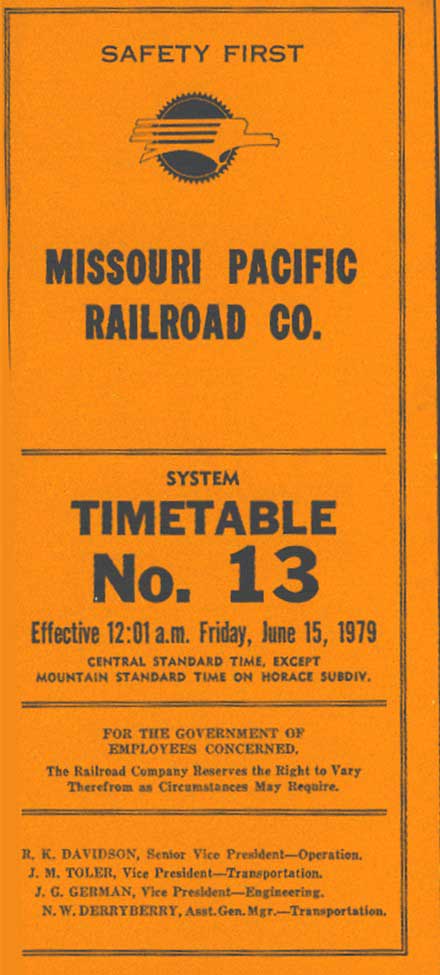 SAFETY FIRST
MISSOURI PACIFIC
RAILROAD CO.
SYSTEM
TIMETABLE
No. 13
Effective 12:01 a.m. Friday, June 15, 1979
CENTRAL STANDARD TIME, EXCEPT
MOUNTAIN STANDARD TIME ON HORACE SUBDIV.
FOR THE GOVERNMENT OF
EMPLOYEES CONCERNED.
The Railroad Company Reserves the Right to Vary
Therefrom as Circumstances May Require.
R. K. DAVIDSON, Senior Vice President—Operation.
J. M. TOLER, Vice President—Transportation.
J. G. GERMAN, Vice President—Engineering.
N. W. DERRYBERRY, Asst. Gen. Mgr.—Transportation.